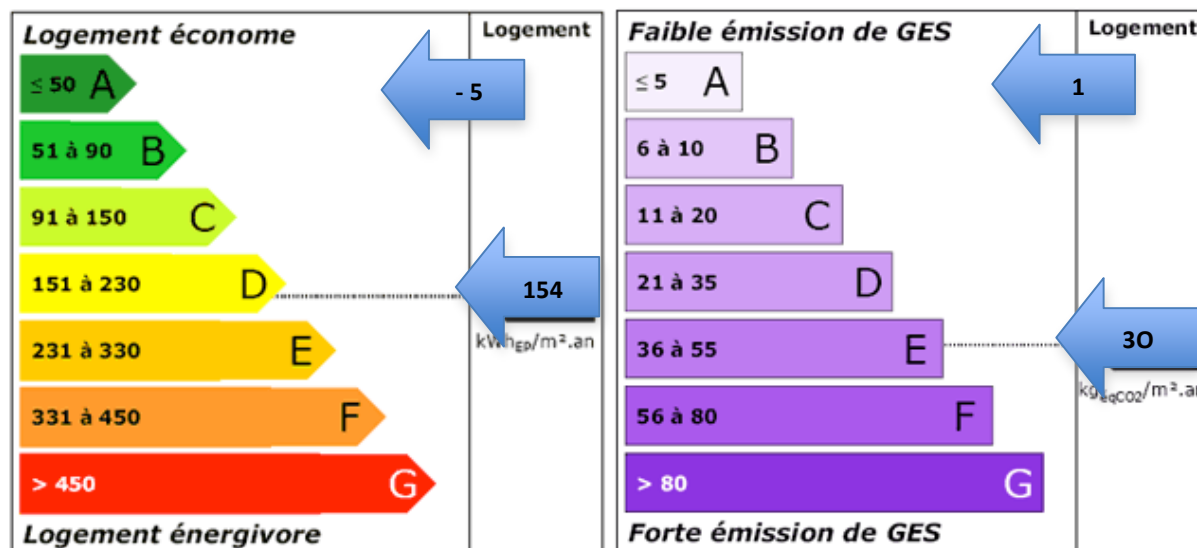 Logement économe
Logement
≤ 50 A
- 5
51 à 90 B
91 à 150 C
151 à 230 D
154
kWhEP/m².an
231 à 330 E
331 à 450 F
> 450 G
Logement énergivore
Faible émission de GES
Logement
≤ 5 A
1
6 à 10 B
11 à 20 C
21 à 35 D
36 à 55 E
3O
kgéqCO2/m².an
56 à 80 F
> 80 G
Forte émission de GES